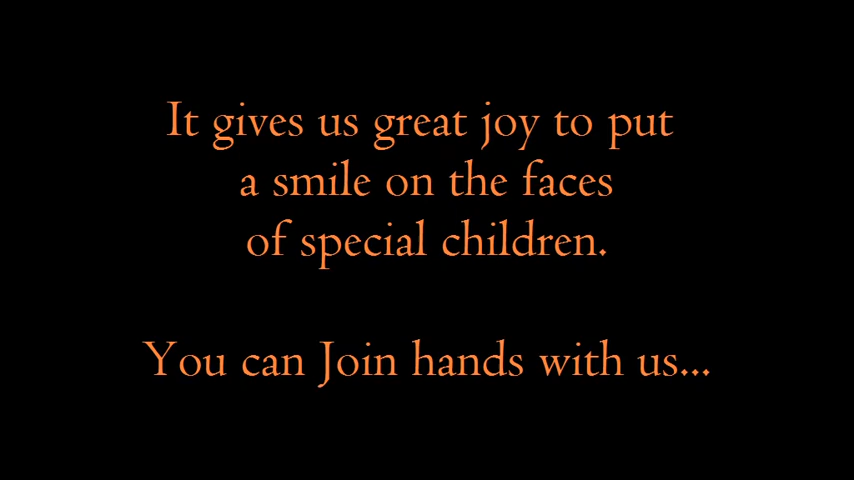 It gives us great joy to put
a smile on the faces
of special children.
You can Join hands with us...